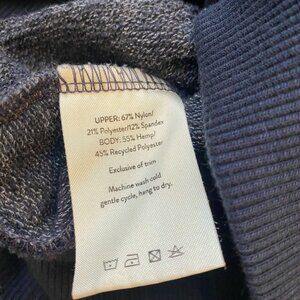 UPPER: 67% Nylon/
21% Polyester/12% Spandex
BODY: 55% Hemp/
45% Recycled Polyester
Exclusive of trim
Machine wash cold
gentle cycle, hang to dry.